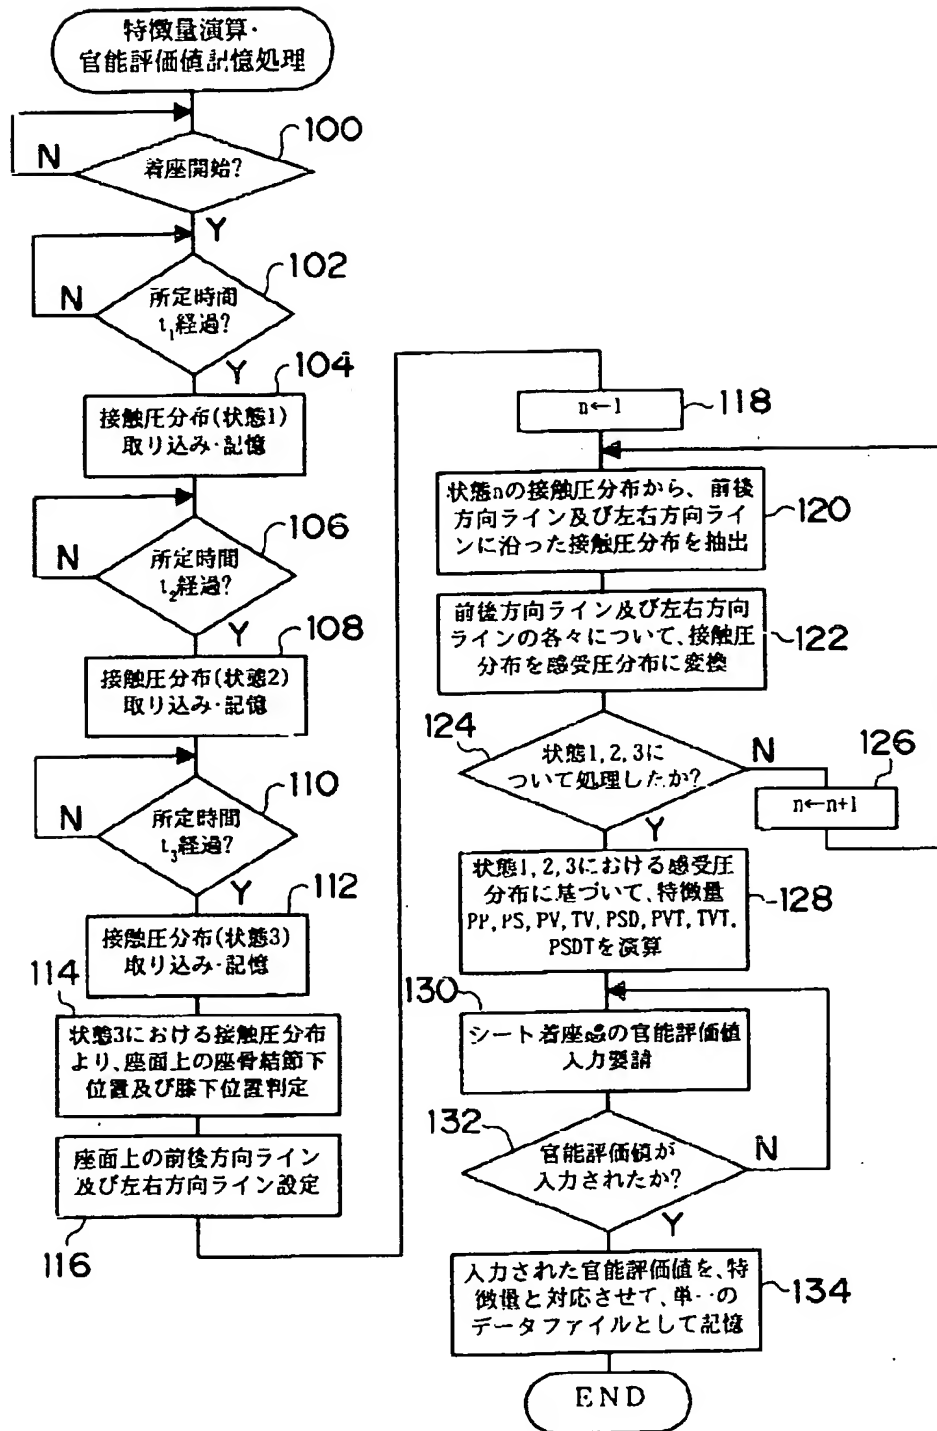 特徴量演算・
官能評価値記憶処理
100
着座開始?
N
Y
102
所定時間
t₁経過?
N
Y
104
接触圧分布(状態1)
取り込み・記憶
106
所定時間
t₂経過?
N
Y
108
接触圧分布(状態2)
取り込み・記憶
110
所定時間
t₃経過?
N
Y
112
接触圧分布(状態3)
取り込み・記憶
114
状態3における接触圧分布
より、座面上の座骨結節下
位置及び膝下位置判定
座面上の前後方向ライン
及び左右方向ライン設定
116
n←1
118
状態nの接触圧分布から、前後
方向ライン及び左右方向ライ
ンに沿った接触圧分布を抽出
120
前後方向ライン及び左右方向
ラインの各々について、接触圧
分布を感受圧分布に変換
122
124
状態1,2,3に
ついて処理したか?
N
Y
126
n←n+1
状態1,2,3における感受圧
分布に基づいて、特徴量
PP,PS,PV,TV,PSD,PVT,TVT,
PSDTを演算
128
130
シート着座感の官能評価値
入力要請
132
官能評価値が
入力されたか?
N
Y
入力された官能評価値を、特
徴量と対応させて、単一の
データファイルとして記憶
134
END